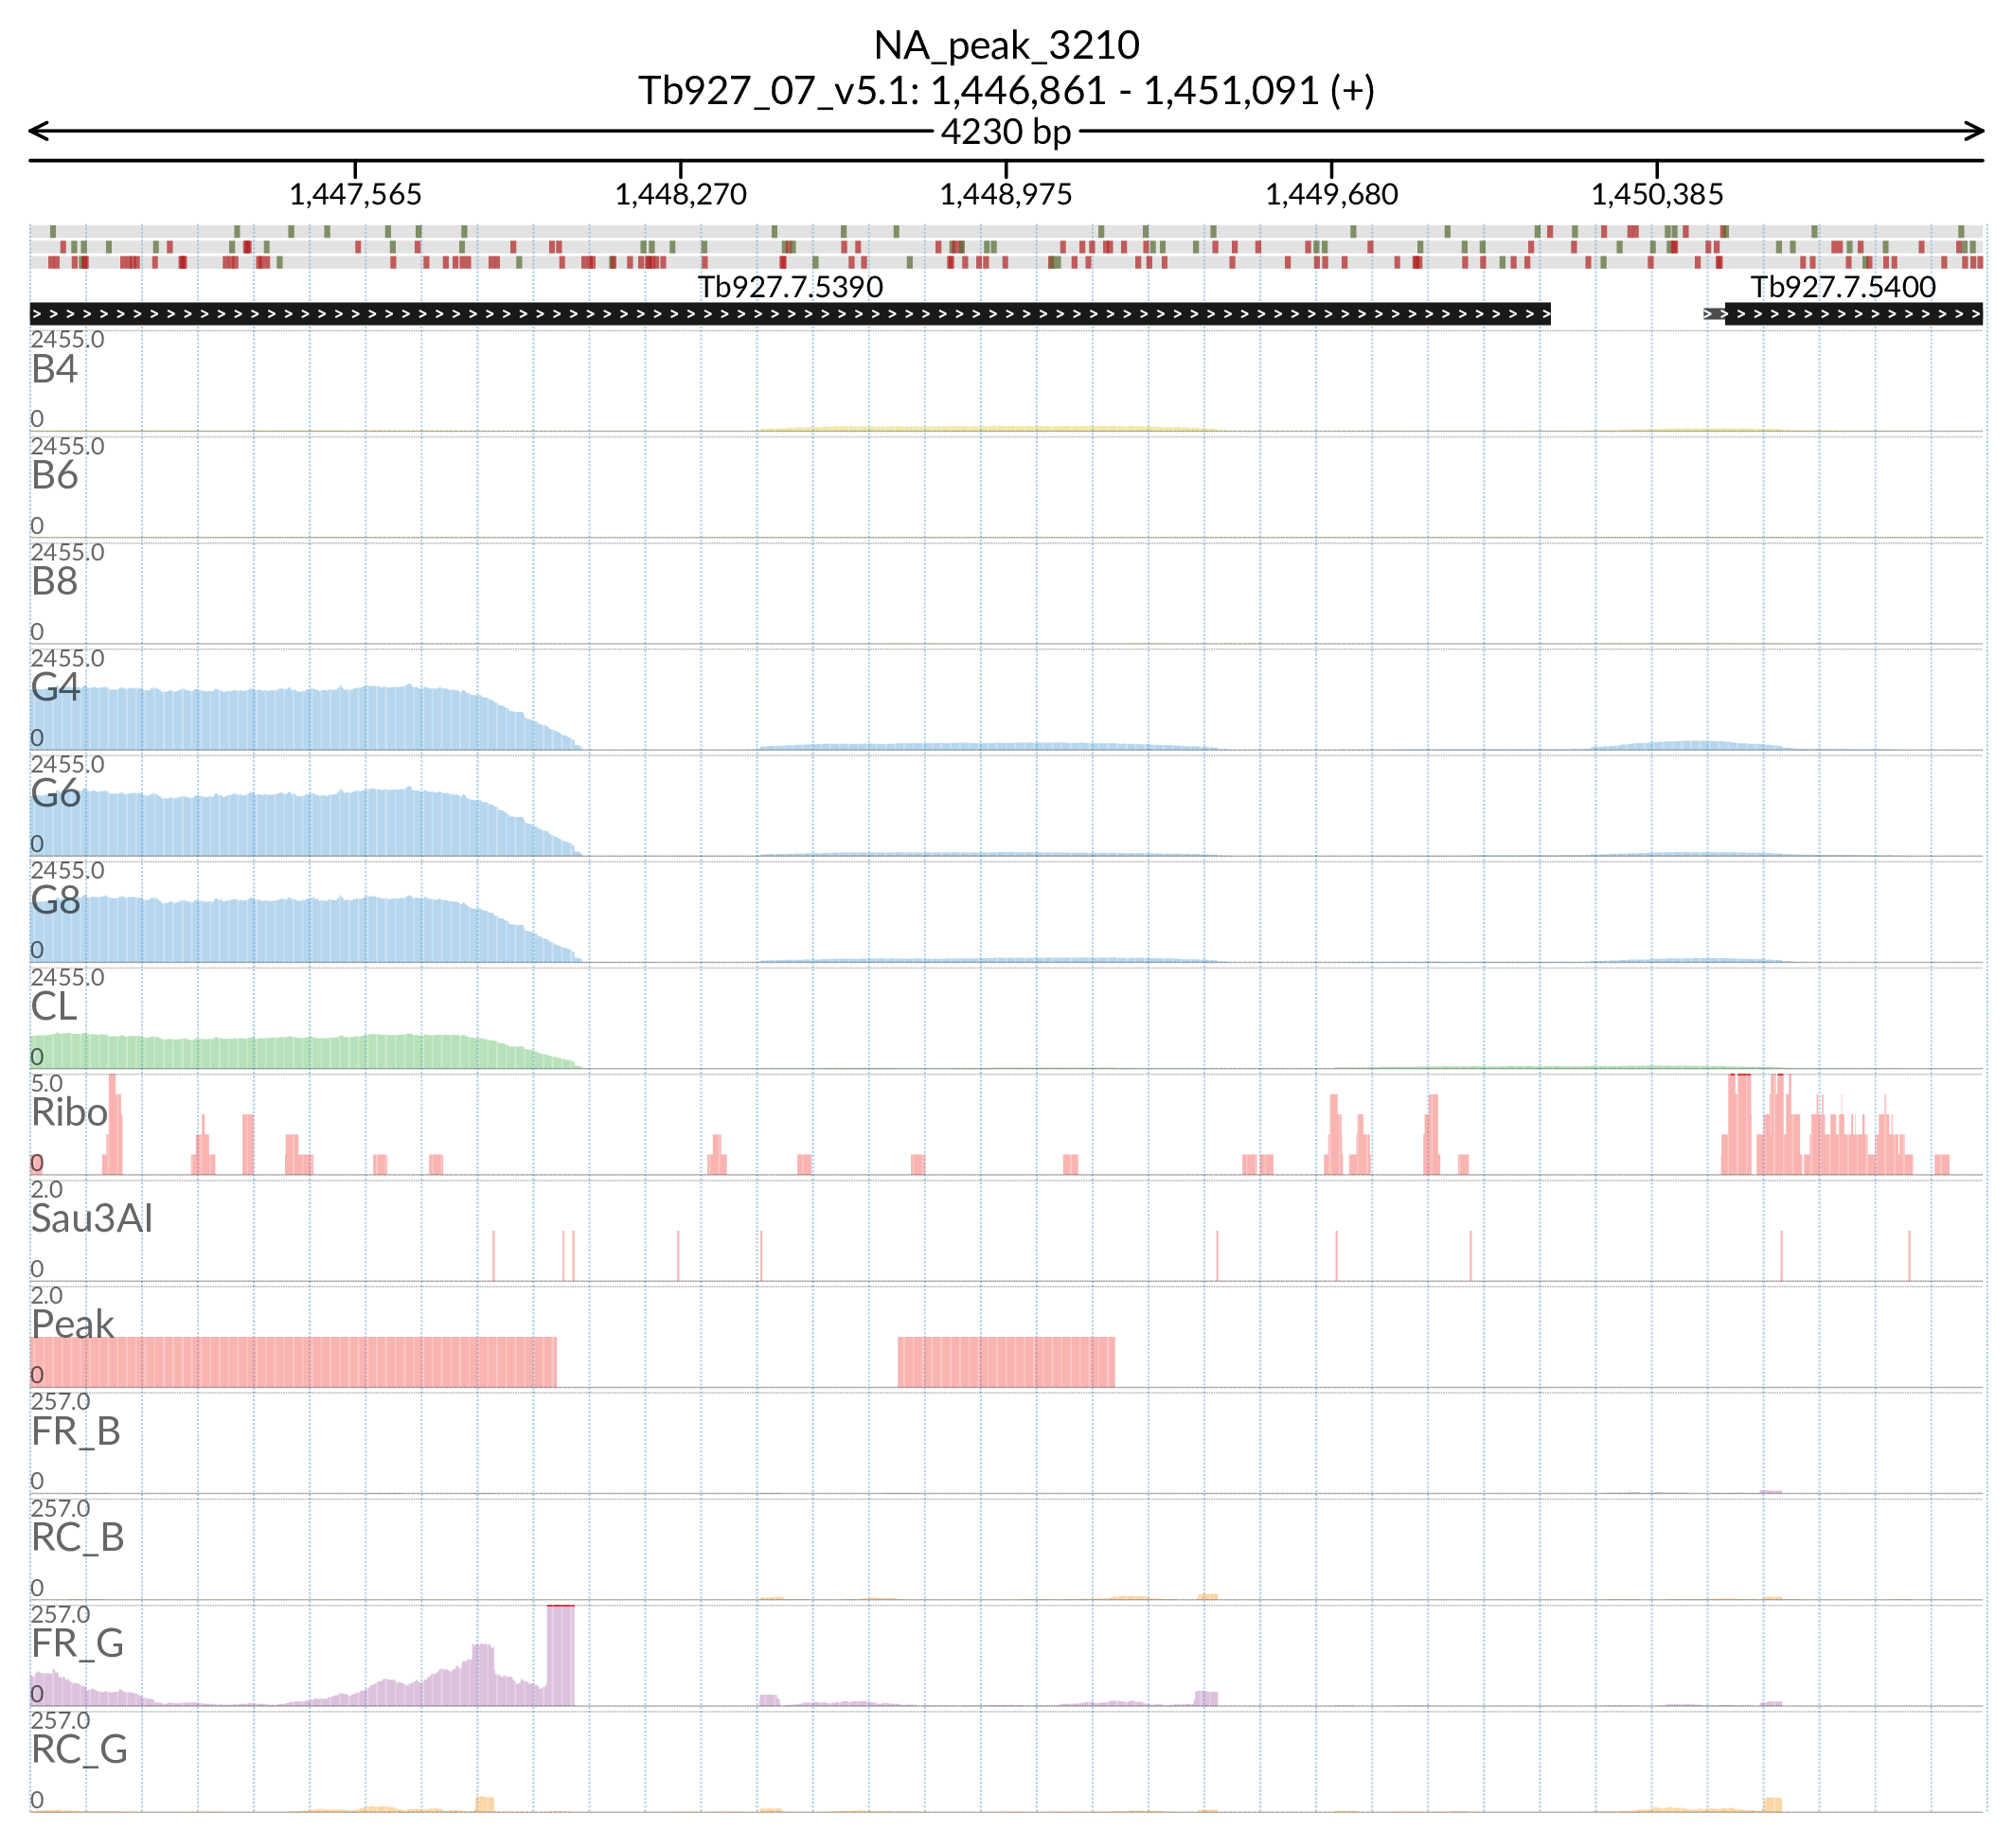 NA_peak_3210
Tb927_07_v5.1: 1,446,861 - 1,451,091 (+)
4230 bp
1,447,565 1,448,270 1,448,975 1,449,680 1,450,385
Tb927.7.5390 Tb927.7.5400
2455.0
B4
0
2455.0
B6
0
2455.0
B8
0
2455.0
G4
0
2455.0
G6
0
2455.0
G8
0
2455.0
CL
0
5.0
Ribo
0
2.0
Sau3AI
0
2.0
Peak
0
257.0
FR_B
0
257.0
RC_B
0
257.0
FR_G
0
257.0
RC_G
0